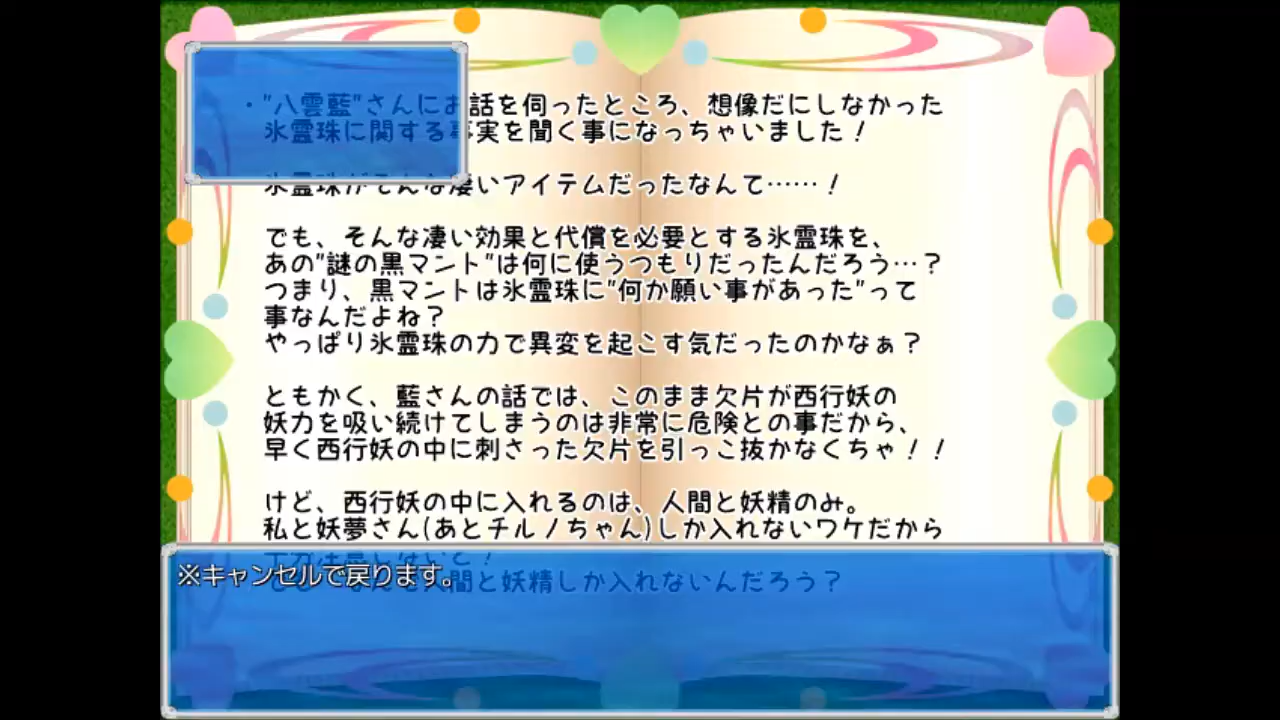 ・"八雲藍"さんにお話を伺ったところ、想像だにしなかった
氷霊珠に関する事実を聞く事になっちゃいました！
氷霊珠がそんな凄いアイテムだったなんて……！
でも、そんな凄い効果と代償を必要とする氷霊珠を、
あの"謎の黒マント"は何に使うつもりだったんだろう…？
つまり、黒マントは氷霊珠に"何か願い事があった"って
事なんだよね？
やっぱり氷霊珠の力で異変を起こす気だったのかなぁ？
ともかく、藍さんの話では、このまま欠片が西行妖の
妖力を吸い続けてしまうのは非常に危険との事だから、
早く西行妖の中に刺さった欠片を引っこ抜かなくちゃ！！
けど、西行妖の中に入れるのは、人間と妖精のみ。
私と妖夢さん(あとチルノちゃん)しか入れないワケだから
※キャンセルで戻ります。
人間と妖精しか入れないんだろう？